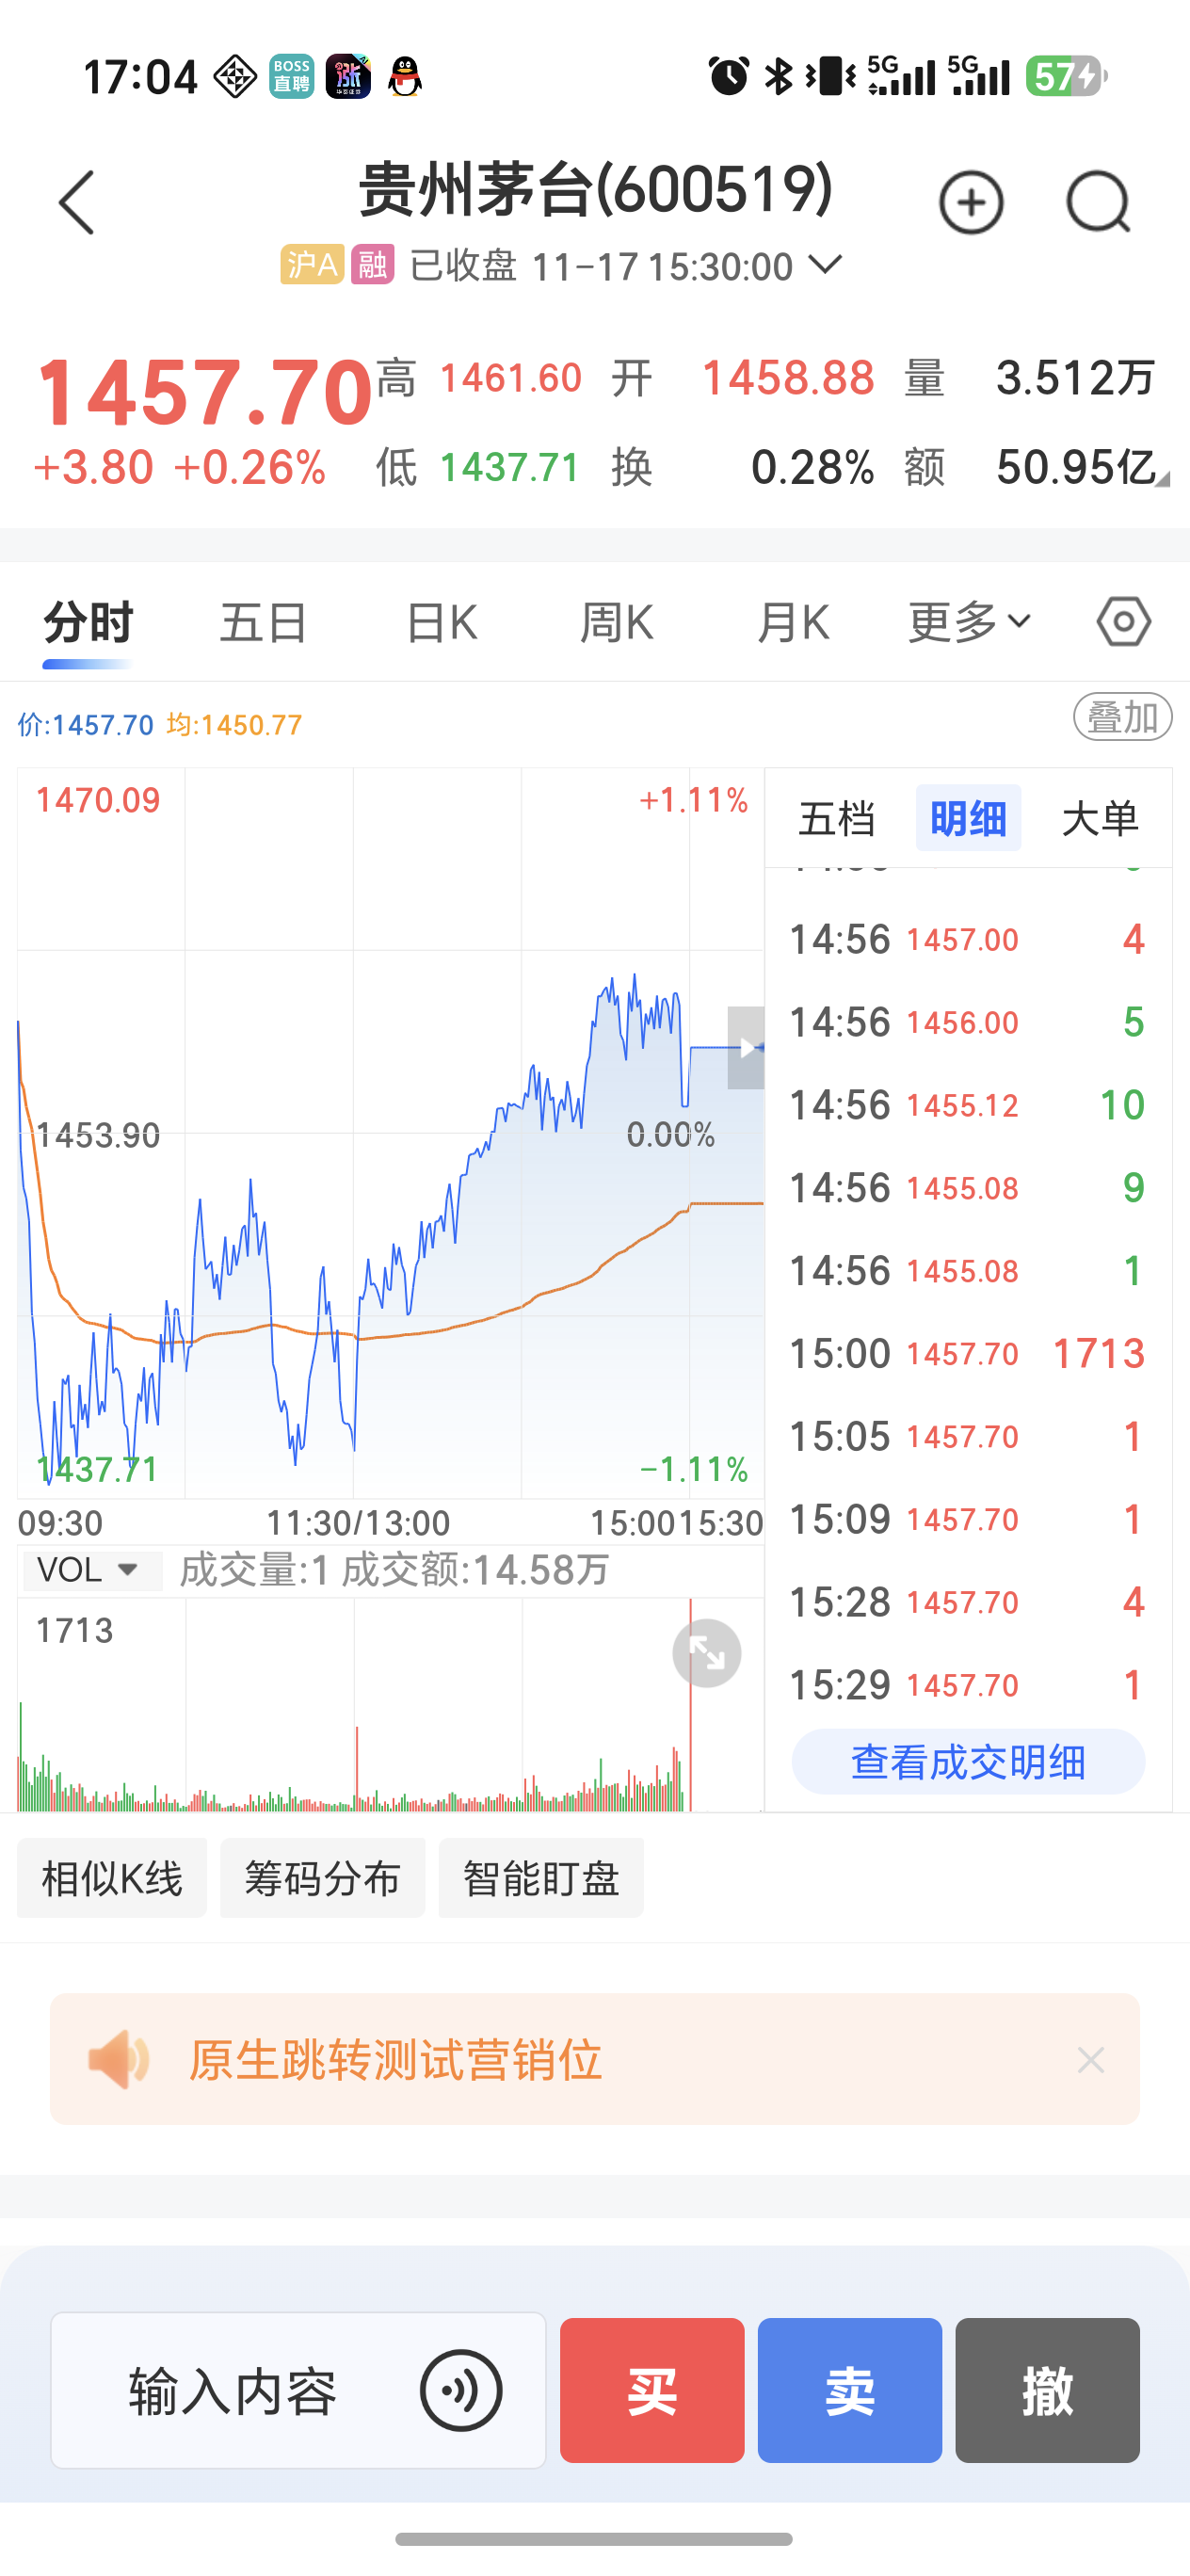 17:04 BOSS直聘 涨 5G 5G 57
贵州茅台(600519)
沪A 融 已收盘 11-17 15:30:00
1457.70 高 1461.60 开 1458.88 量 3.512万
+3.80 +0.26% 低 1437.71 换 0.28% 额 50.95亿
分时 五日 日K 周K 月K 更多
价:1457.70 均:1450.77 叠加
1470.09 +1.11%
1453.90 0.00%
1437.71 -1.11%
09:30 11:30/13:00 15:00 15:30
VOL 成交量:1 成交额:14.58万
1713
五档 明细 大单
14:56 1457.00 4
14:56 1456.00 5
14:56 1455.12 10
14:56 1455.08 9
14:56 1455.08 1
15:00 1457.70 1713
15:05 1457.70 1
15:09 1457.70 1
15:28 1457.70 4
15:29 1457.70 1
查看成交明细
相似K线 筹码分布 智能盯盘
原生跳转测试营销位
输入内容 买 卖 撤